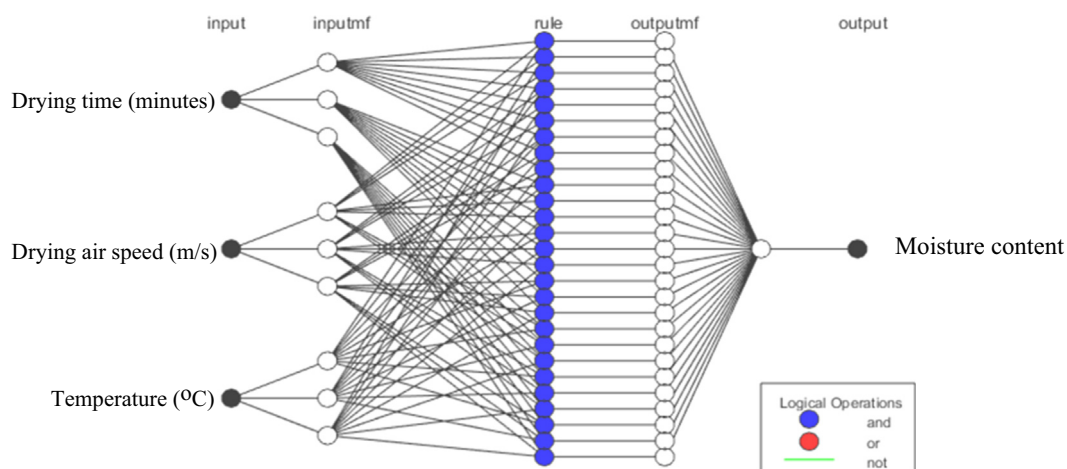 input inputmf rule outputmf output
Drying time (minutes)
Drying air speed (m/s)
Moisture content
Temperature (ºC)
Logical Operations
and
or
not